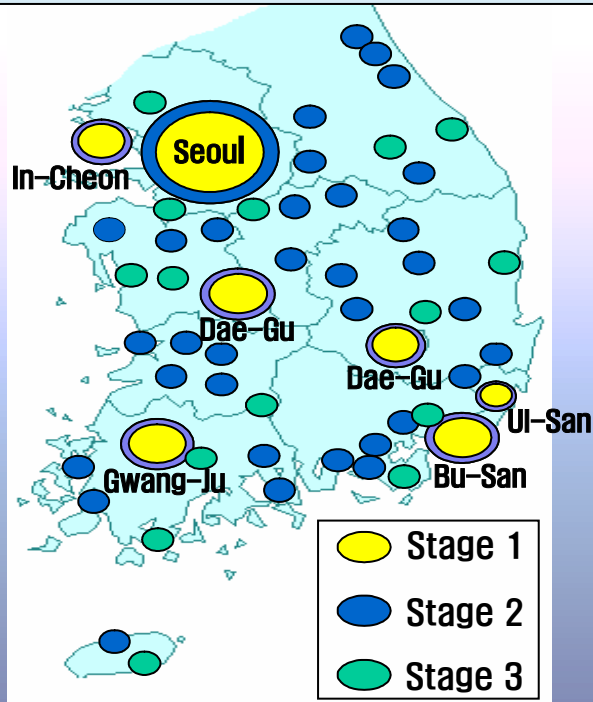 Seoul
In-Cheon
Dae-Gu
Dae-Gu
Ul-San
Bu-San
Gwang-Ju
Stage 1
Stage 2
Stage 3